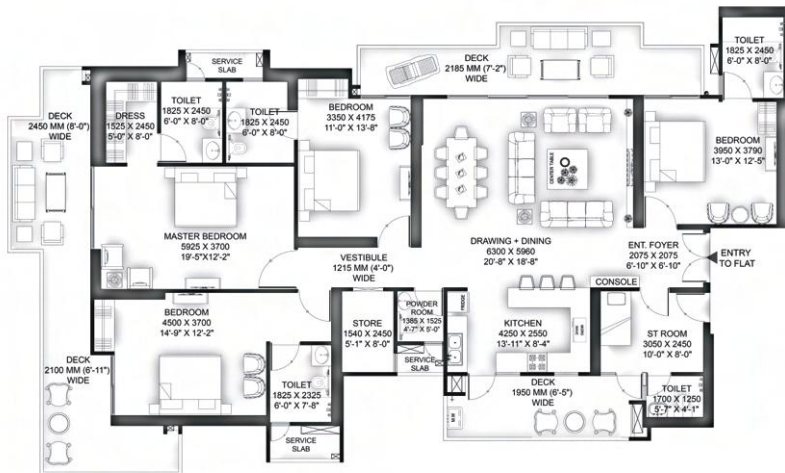 SERVICE
SLAB
DECK
2450 MM (8'-0")
WIDE
DRESS
1525 X 2450
5'-0" X 8'-0"
TOILET
1825 X 2450
6'-0" X 8'-0"
TOILET
1825 X 2450
6'-0" X 8'-0"
BEDROOM
3350 X 4175
11'-0" X 13'-8"
DECK
2185 MM (7'-2")
WIDE
TOILET
1825 X 2450
6'-0" X 8'-0"
BEDROOM
3950 X 3790
13'-0" X 12'-5"
CENTER TABLE
MASTER BEDROOM
5925 X 3700
19'-5"X12'-2"
VESTIBULE
1215 MM (4'-0")
WIDE
DRAWING + DINING
6300 X 5960
20'-8" X 18'-8"
ENT. FOYER
2075 X 2075
6'-10" X 6'-10"
ENTRY
TO FLAT
CONSOLE
BEDROOM
4500 X 3700
14'-9" X 12'-2"
STORE
1540 X 2450
5'-1" X 8'-0"
POWDER
ROOM
1385 X 1525
4'-7" X 5'-0"
FRIDGE
KITCHEN
4250 X 2550
13'-11" X 8'-4"
ST ROOM
3050 X 2450
10'-0" X 8'-0"
SERVICE
SLAB
DECK
2100 MM (6'-11")
WIDE
TOILET
1825 X 2325
6'-0" X 7'-8"
DECK
1950 MM (6'-5")
WIDE
TOILET
1700 X 1250
5'-7" X 4'-1"
SERVICE
SLAB